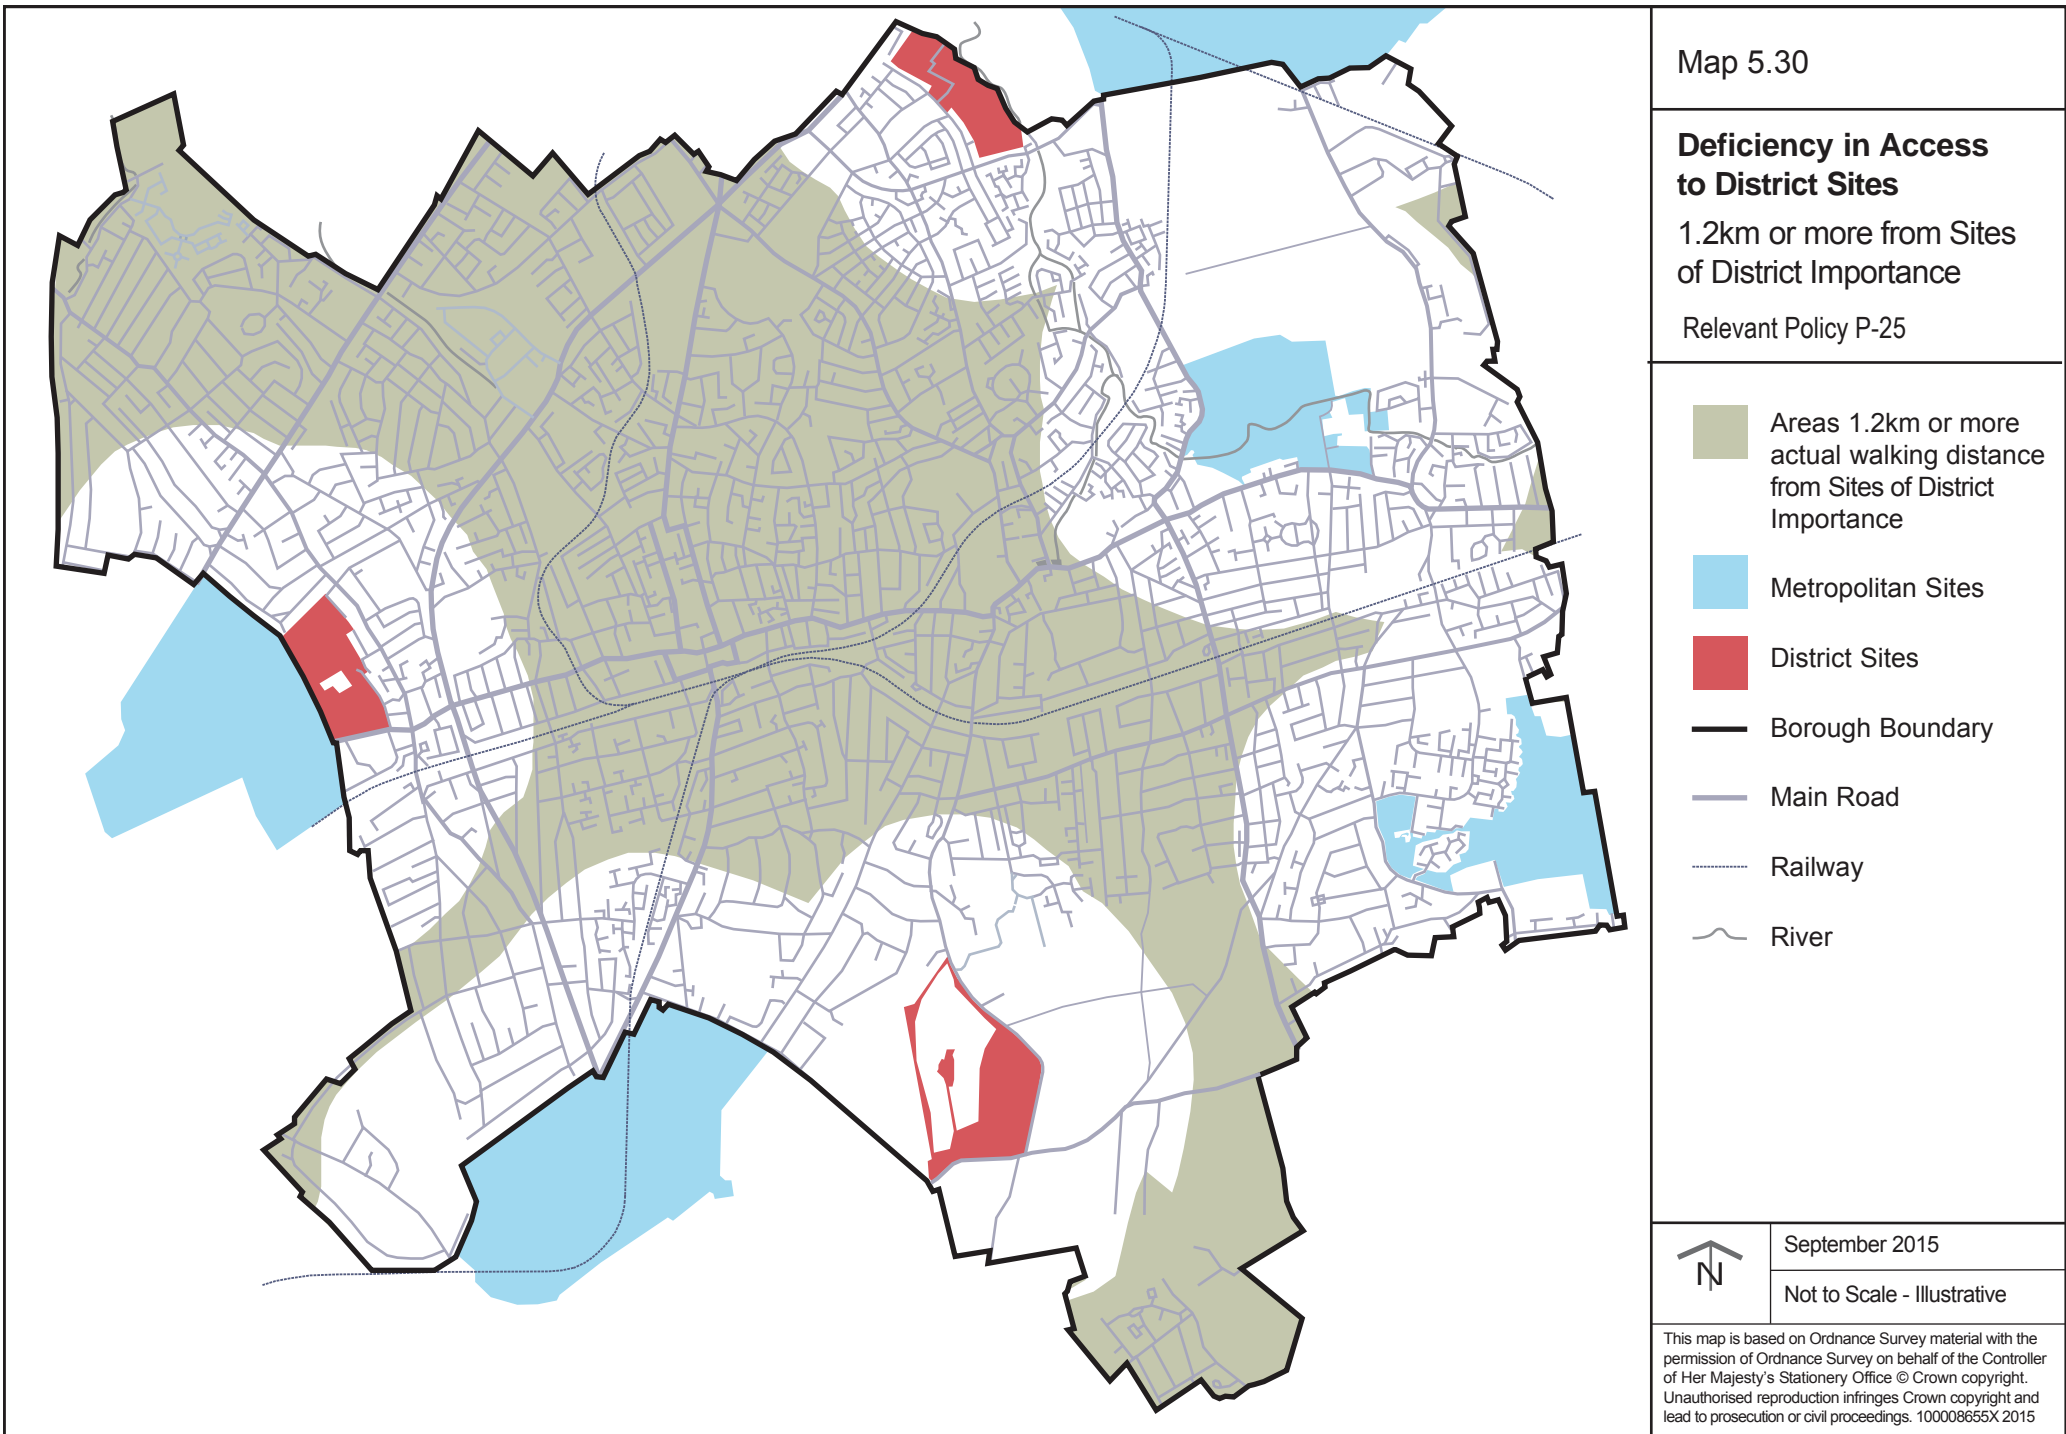 Map 5.30
Deficiency in Access
to District Sites
1.2km or more from Sites
of District Importance
Relevant Policy P-25
Areas 1.2km or more
actual walking distance
from Sites of District
Importance
Metropolitan Sites
District Sites
Borough Boundary
Main Road
Railway
River
N
September 2015
Not to Scale - Illustrative
This map is based on Ordnance Survey material with the
permission of Ordnance Survey on behalf of the Controller
of Her Majesty's Stationery Office © Crown copyright.
Unauthorised reproduction infringes Crown copyright and
lead to prosecution or civil proceedings. 100008655X 2015